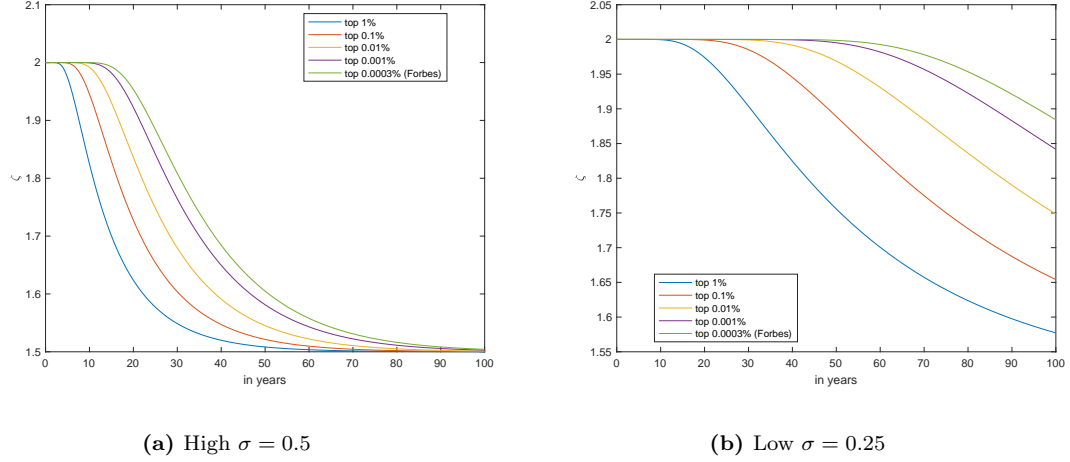 2.1
2
1.9
1.8
1.7
1.6
1.5
ζ
0 10 20 30 40 50 60 70 80 90 100
in years
top 1%
top 0.1%
top 0.01%
top 0.001%
top 0.0003% (Forbes)
(a) High σ = 0.5
2.05
2
1.95
1.9
1.85
1.8
1.75
1.7
1.65
1.6
1.55
ζ
0 10 20 30 40 50 60 70 80 90 100
in years
top 1%
top 0.1%
top 0.01%
top 0.001%
top 0.0003% (Forbes)
(b) Low σ = 0.25